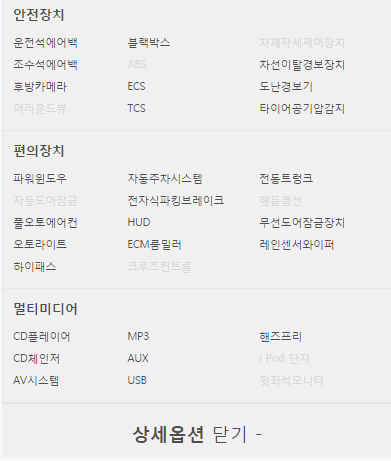 안전장치
운전석에어백 블랙박스 차체자세제어장치
조수석에어백 ABS 차선이탈경보장치
후방카메라 ECS 도난경보기
어라운드뷰 TCS 타이어공기압감지
편의장치
파워윈도우 자동주차시스템 전동트렁크
자동도어잠금 전자식파킹브레이크 핸들열선
풀오토에어컨 HUD 무선도어잠금장치
오토라이트 ECM룸밀러 레인센서와이퍼
하이패스 크루즈컨트롤
멀티미디어
CD플레이어 MP3 핸즈프리
CD체인저 AUX i Pod 단자
AV시스템 USB 뒷좌석모니터
상세옵션 닫기 -